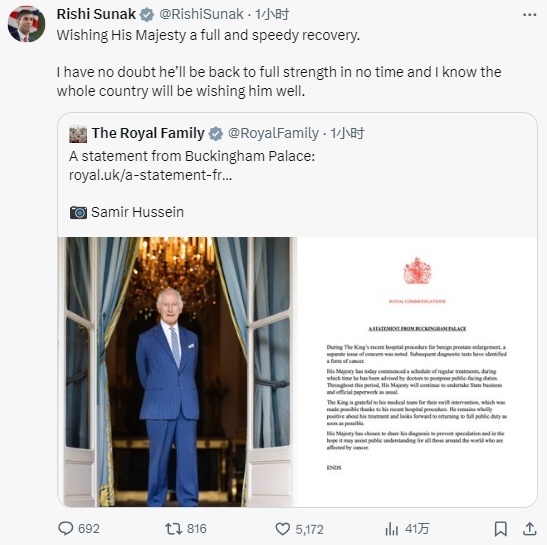 Rishi Sunak @RishiSunak · 1小时
Wishing His Majesty a full and speedy recovery.
I have no doubt he'll be back to full strength in no time and I know the
whole country will be wishing him well.
The Royal Family @RoyalFamily · 1小时
A statement from Buckingham Palace:
royal.uk/a-statement-fr...
Samir Hussein
ROYAL COMMUNICATIONS
A STATEMENT FROM BUCKINGHAM PALACE
During The King's recent hospital procedure for benign prostate enlargement, a
separate issue of concern was noted. Subsequent diagnostic tests have identified
a form of cancer.
His Majesty has today commenced a schedule of regular treatments, during
which time he has been advised by doctors to postpone public-facing duties.
Throughout this period, His Majesty will continue to undertake State business
and official paperwork as usual.
The King is grateful to his medical team for their swift intervention, which was
made possible thanks to his recent hospital procedure. He remains wholly
positive about his treatment and looks forward to returning to full public duty as
soon as possible.
His Majesty has chosen to share his diagnosis to prevent speculation and in the
hope it may assist public understanding for all those around the world who are
affected by cancer.
ENDS
692 816 5,172 41万